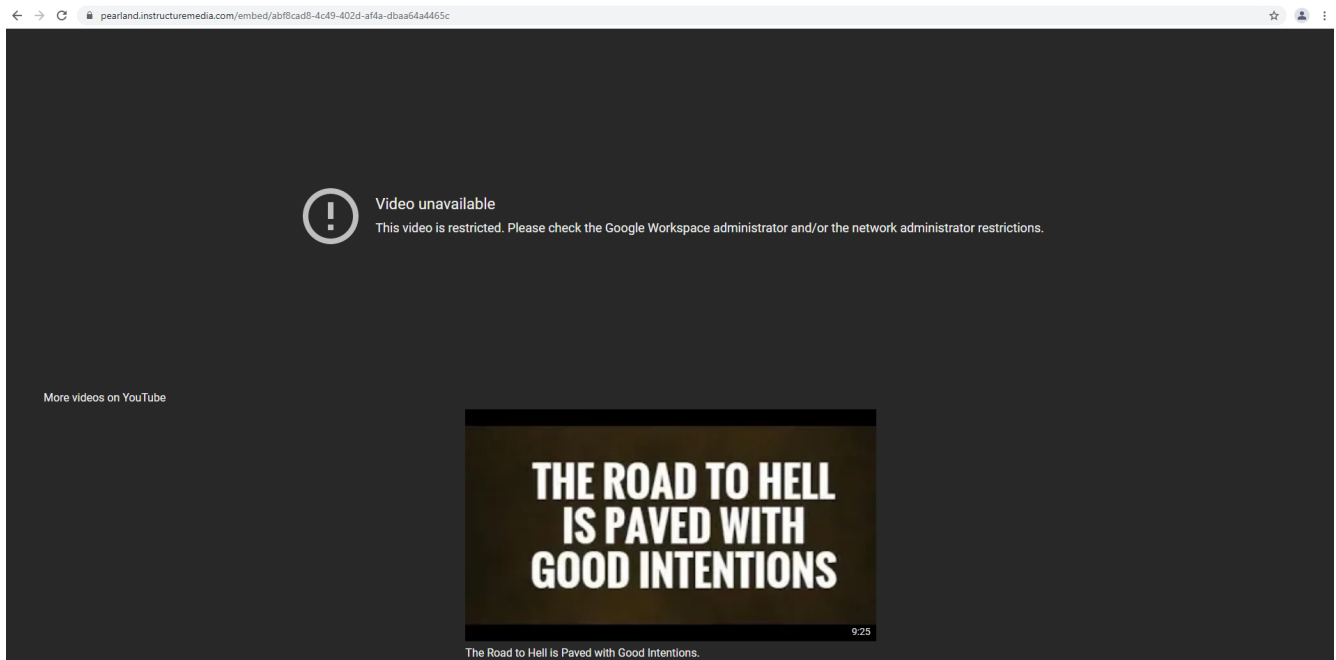 pearland.instructuremedia.com/embed/abf8cad8-4c49-402d-af4a-dbaa64a4465c
Video unavailable
This video is restricted. Please check the Google Workspace administrator and/or the network administrator restrictions.
More videos on YouTube
THE ROAD TO HELL
IS PAVED WITH
GOOD INTENTIONS
9:25
The Road to Hell is Paved with Good Intentions.